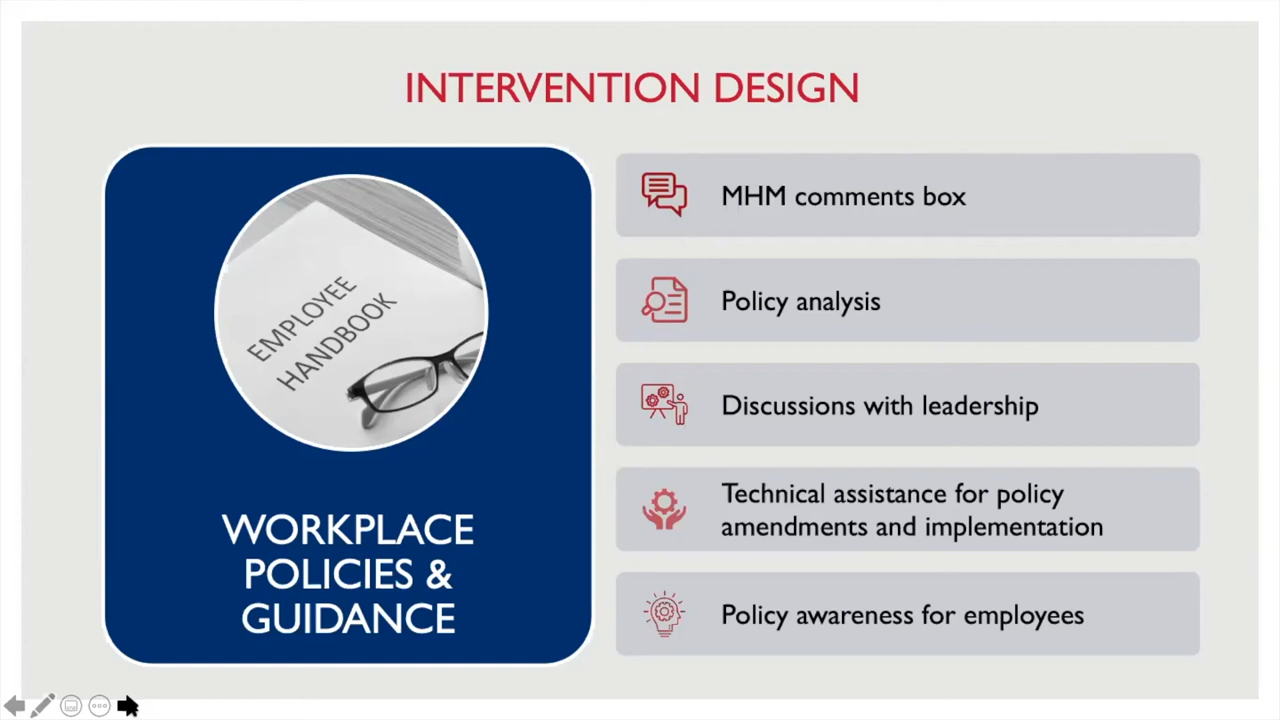 INTERVENTION DESIGN
EMPLOYEE
HANDBOOK
WORKPLACE
POLICIES &
GUIDANCE
MHM comments box
Policy analysis
Discussions with leadership
Technical assistance for policy
amendments and implementation
Policy awareness for employees